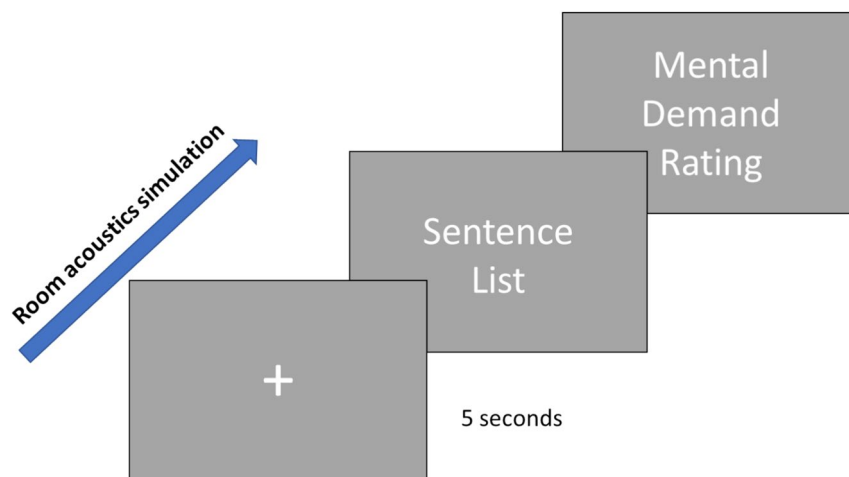 Mental
Demand
Rating
Room acoustics simulation
Sentence
List
+
5 seconds